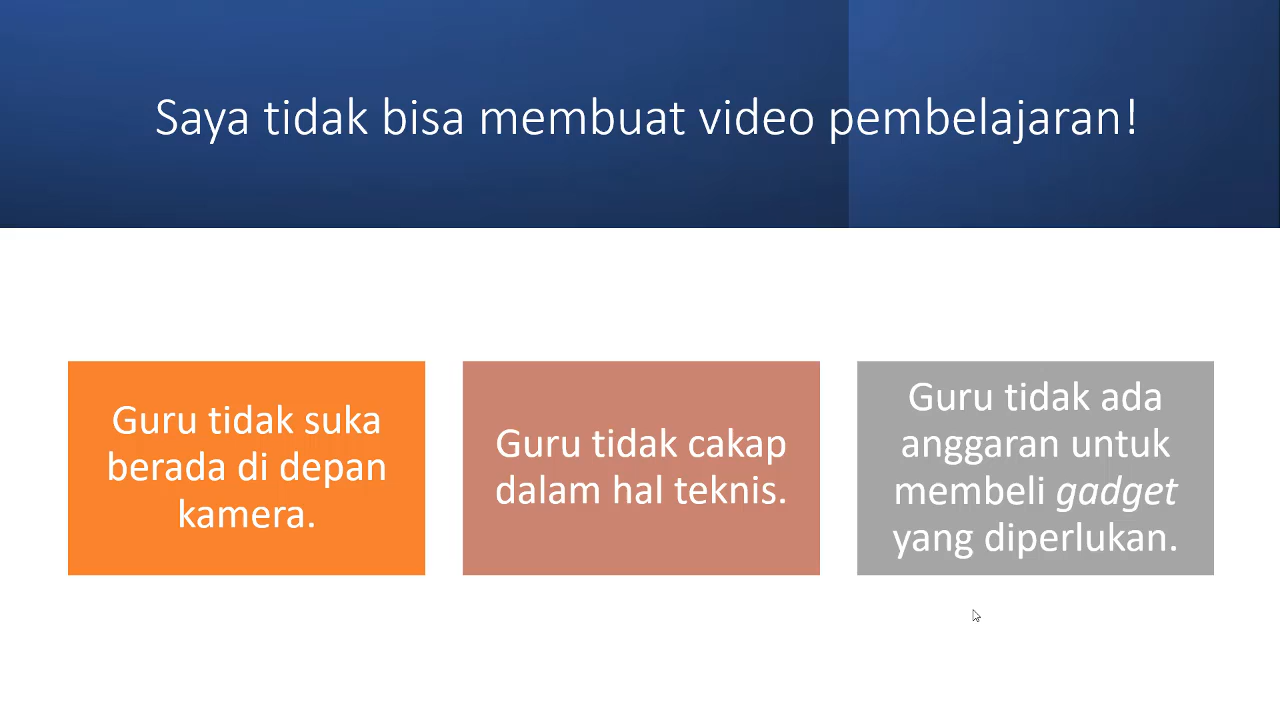 Saya tidak bisa membuat video pembelajaran!
Guru tidak suka
berada di depan
kamera.
Guru tidak cakap
dalam hal teknis.
Guru tidak ada
anggaran untuk
membeli gadget
yang diperlukan.